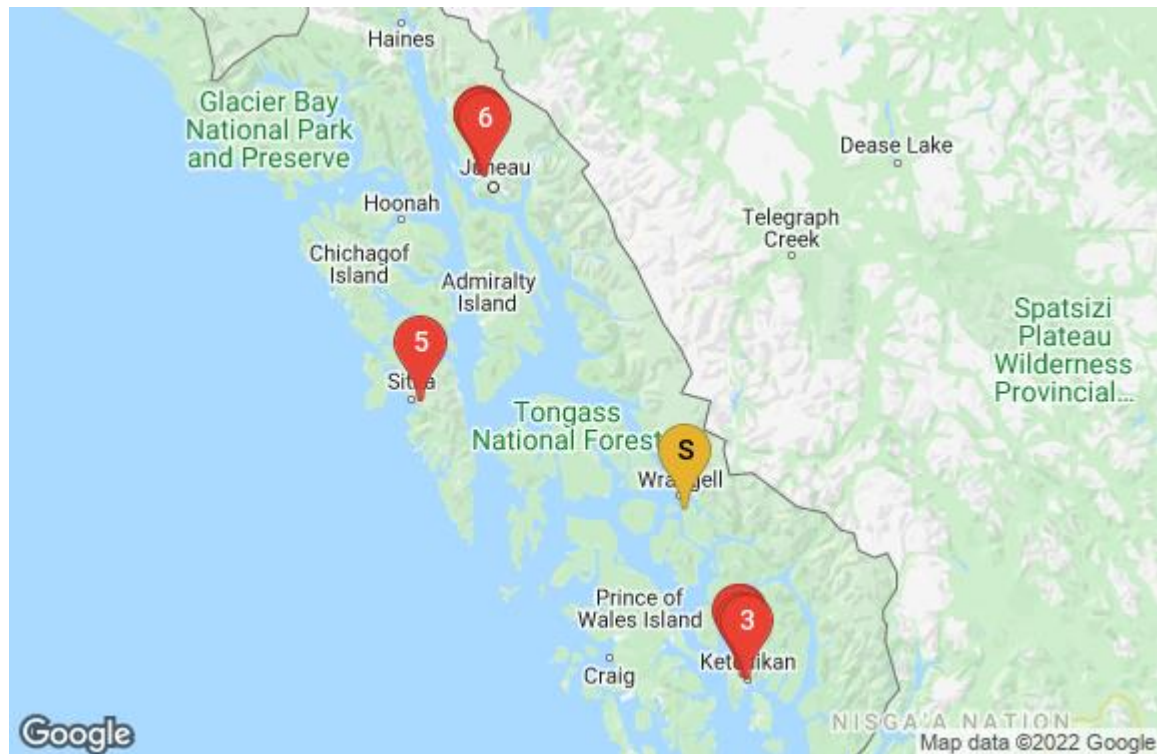 Haines
Glacier Bay
National Park
and Preserve
6
Juneau
Dease Lake
Hoonah
Telegraph
Creek
Chichagof
Island
Admiralty
Island
Spatsizi
Plateau
Wilderness
Provincial...
5
Sitka
Tongass
National Forest
S
Wrangell
Prince of
Wales Island
3
Ketchikan
Craig
NISGA'A NATION
Google
Map data ©2022 Google